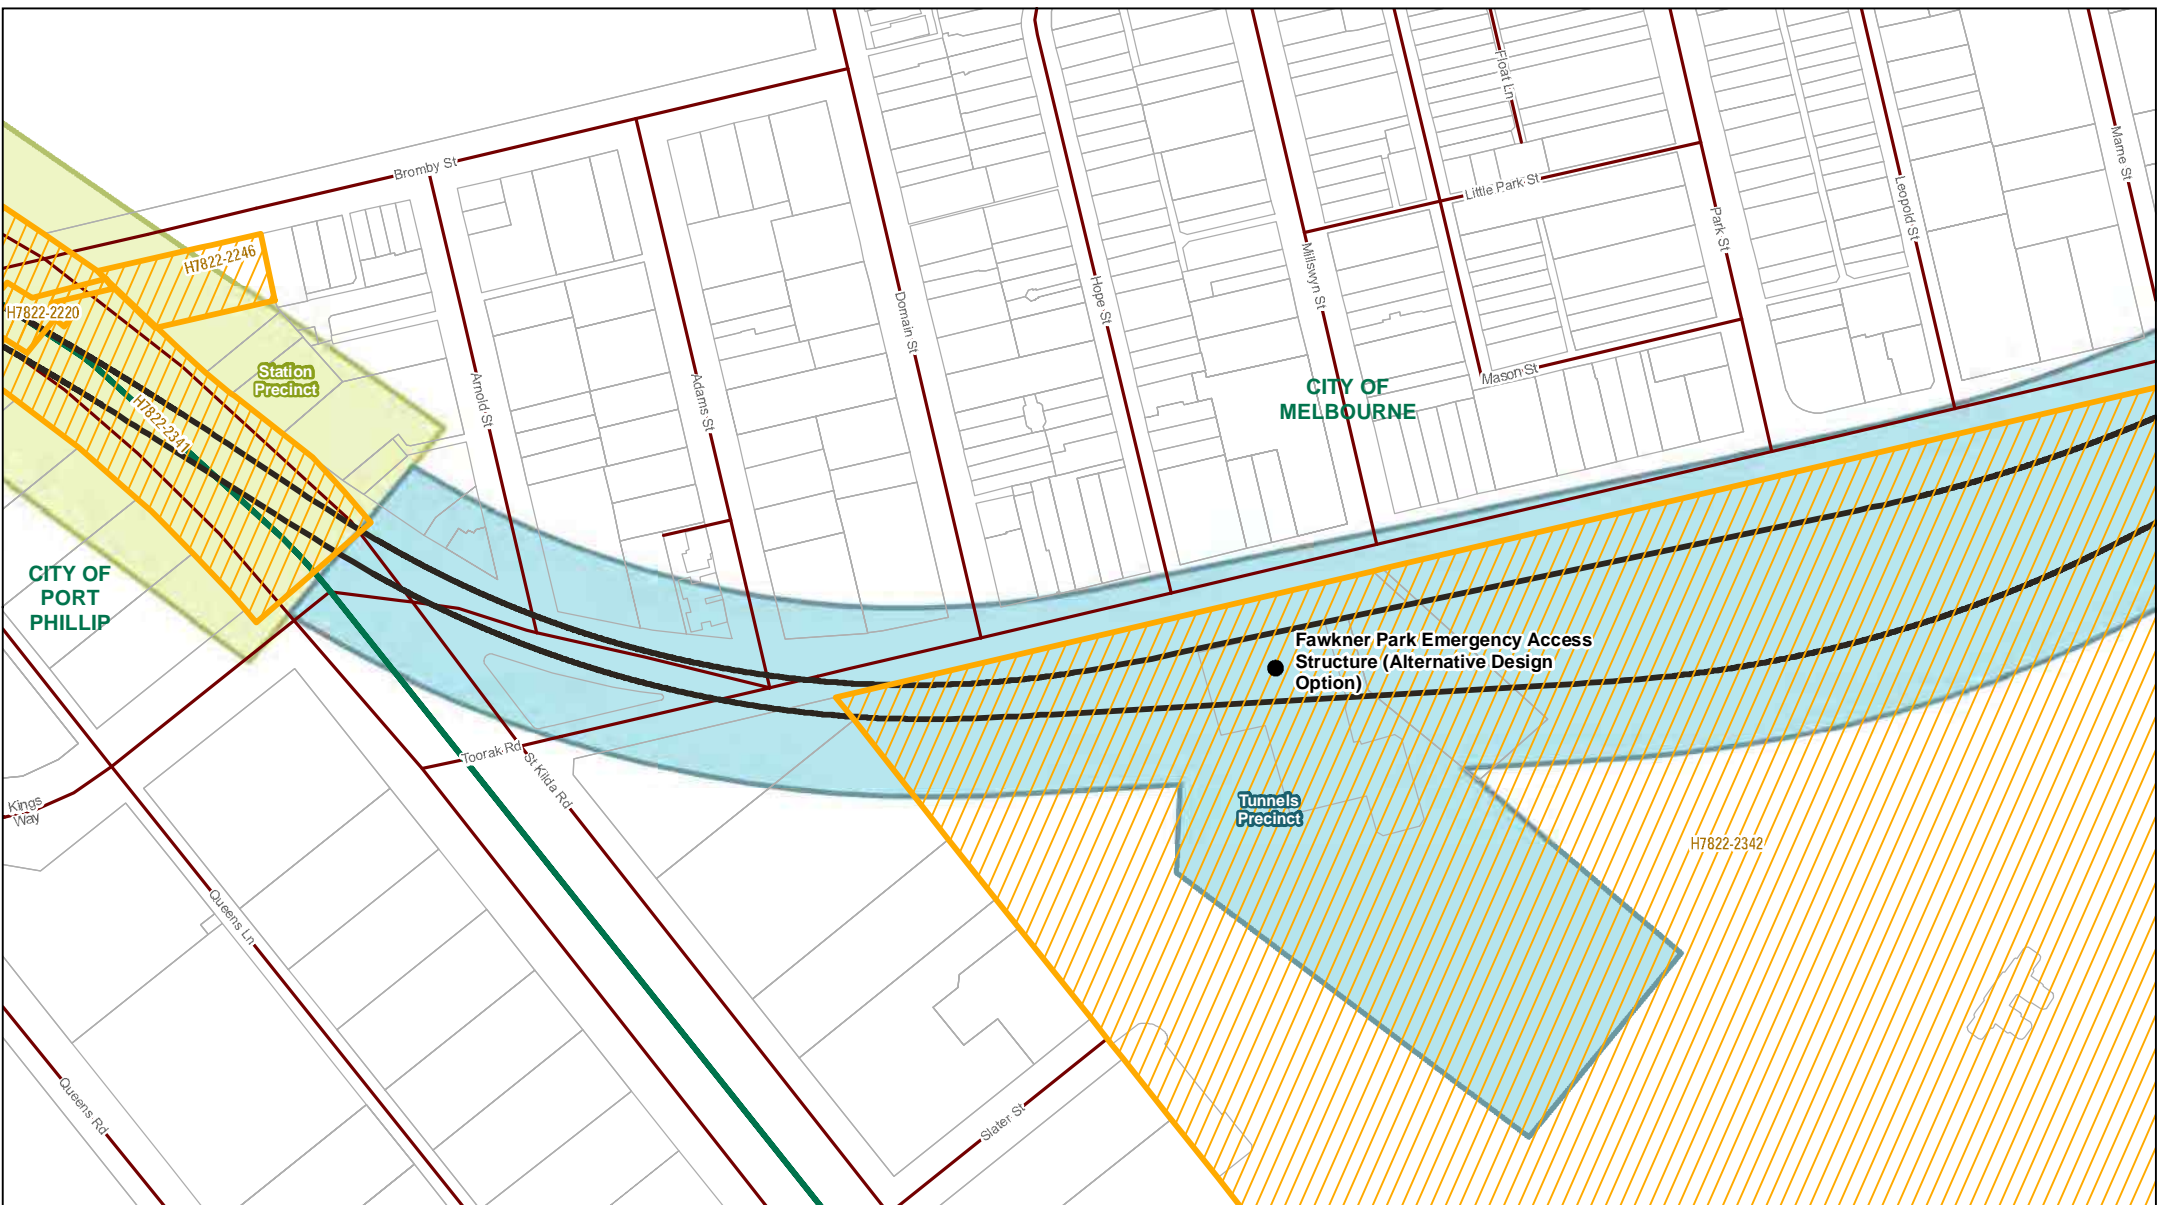 Float Ln
Marne St
Bromby St
Little Park St
Leopold St
Park St
H7822-2246
Millswyn St
Hope St
Domain St
H7822-2220
Station
Precinct
Arnold St
Adams St
Mason St
CITY OF
MELBOURNE
H7822-2341
CITY OF
PORT
PHILLIP
Fawkner Park Emergency Access
Structure (Alternative Design
Option)
Toorak Rd
St Kilda Rd
Kings
Way
Tunnels
Precinct
H7822-2342
Queens Ln
Queens Rd
Slater St